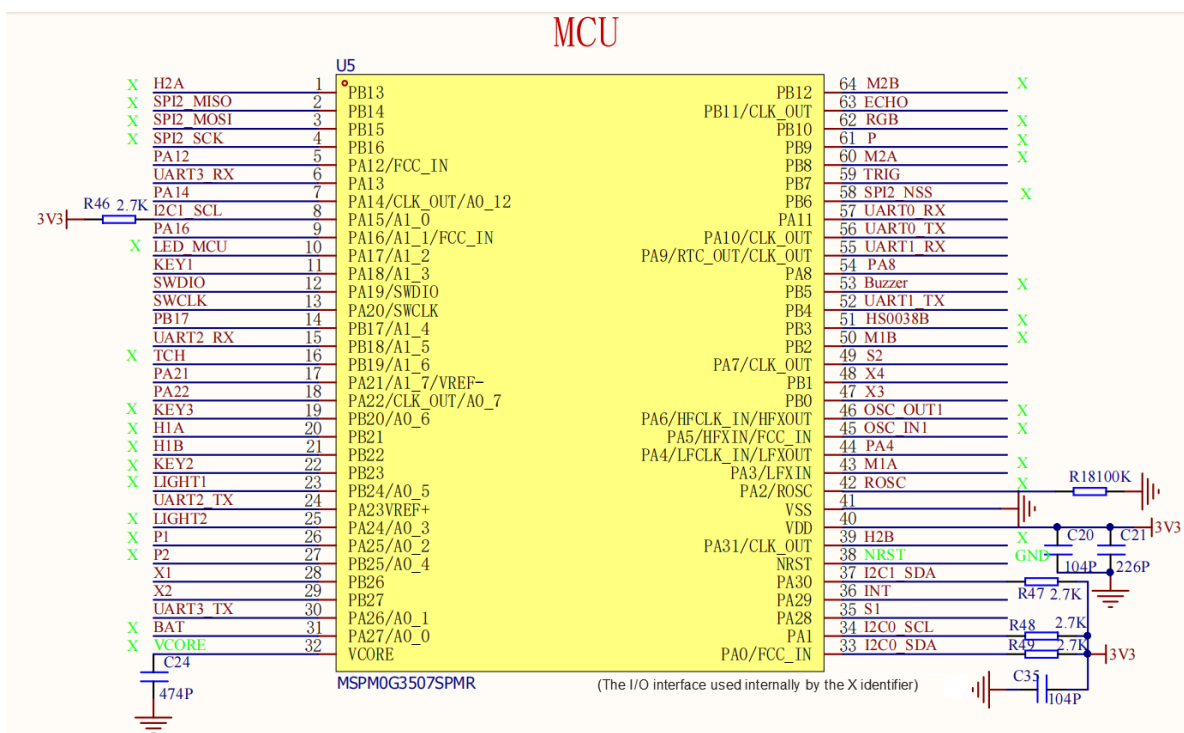 MCU
U5
X H2A 1 PB13
X SPI2_MISO 2 PB14
X SPI2_MOSI 3 PB15
X SPI2_SCK 4 PB16
PA12 5 PA12/FCC_IN
UART3_RX 6 PA13
PA14 7 PA14/CLK_OUT/A0_12
3V3 R46 2.7K I2C1_SCL 8 PA15/A1_0
PA16 9 PA16/A1_1/FCC_IN
X LED_MCU 10 PA17/A1_2
KEY1 11 PA18/A1_3
SWDIO 12 PA19/SWDIO
SWCLK 13 PA20/SWCLK
PB17 14 PB17/A1_4
UART2_RX 15 PB18/A1_5
X TCH 16 PB19/A1_6
PA21 17 PA21/A1_7/VREF-
PA22 18 PA22/CLK_OUT/A0_7
X KEY3 19 PB20/A0_6
X H1A 20 PB21
X H1B 21 PB22
X KEY2 22 PB23
X LIGHT1 23 PB24/A0_5
UART2_TX 24 PA23VREF+
X LIGHT2 25 PA24/A0_3
X P1 26 PA25/A0_2
X P2 27 PB25/A0_4
X1 28 PB26
X2 29 PB27
UART3_TX 30 PA26/A0_1
X BAT 31 PA27/A0_0
X VCORE 32 VCORE
C24
474P
PB12 64 M2B X
PB11/CLK_OUT 63 ECHO
PB10 62 RGB X
PB9 61 P X
PB8 60 M2A X
PB7 59 TRIG
PB6 58 SPI2_NSS X
PA11 57 UART0_RX
PA10/CLK_OUT 56 UART0_TX
PA9/RTC_OUT/CLK_OUT 55 UART1_RX
PA8 54 PA8
PB5 53 Buzzer X
PB4 52 UART1_TX
PB3 51 HS0038B X
PB2 50 M1B X
PA7/CLK_OUT 49 S2
PB1 48 X4
PB0 47 X3
PA6/HFCLK_IN/HFXOUT 46 OSC_OUT1 X
PA5/HFXIN/FCC_IN 45 OSC_IN1 X
PA4/LFCLK_IN/LFXOUT 44 PA4
PA3/LFXIN 43 M1A X
PA2/ROSC 42 ROSC X R18100K
VSS 41
VDD 40 3V3
PA31/CLK_OUT 39 H2B X C20 C21
NRST 38 NRST GND 104P 226P
PA30 37 I2C1_SDA R47 2.7K
PA29 36 INT
PA28 35 S1
PA1 34 I2C0_SCL R48 2.7K
PA0/FCC_IN 33 I2C0_SDA R49 2.7K 3V3
C35
104P
MSPM0G3507SPMR
(The I/O interface used internally by the X identifier)